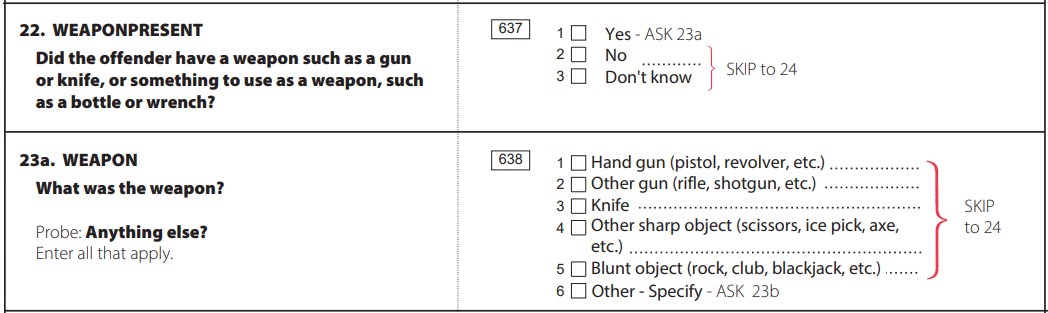 22. WEAPONPRESENT
Did the offender have a weapon such as a gun
or knife, or something to use as a weapon, such
as a bottle or wrench?
637
1 Yes - ASK 23a
2 No ............
3 Don't know
SKIP to 24
23a. WEAPON
What was the weapon?
Probe: Anything else?
Enter all that apply.
638
1 Hand gun (pistol, revolver, etc.) ..................
2 Other gun (rifle, shotgun, etc.) ...................
3 Knife .........................................................
4 Other sharp object (scissors, ice pick, axe,
etc.) ...........................................................
5 Blunt object (rock, club, blackjack, etc.) ......
6 Other - Specify - ASK 23b
SKIP
to 24